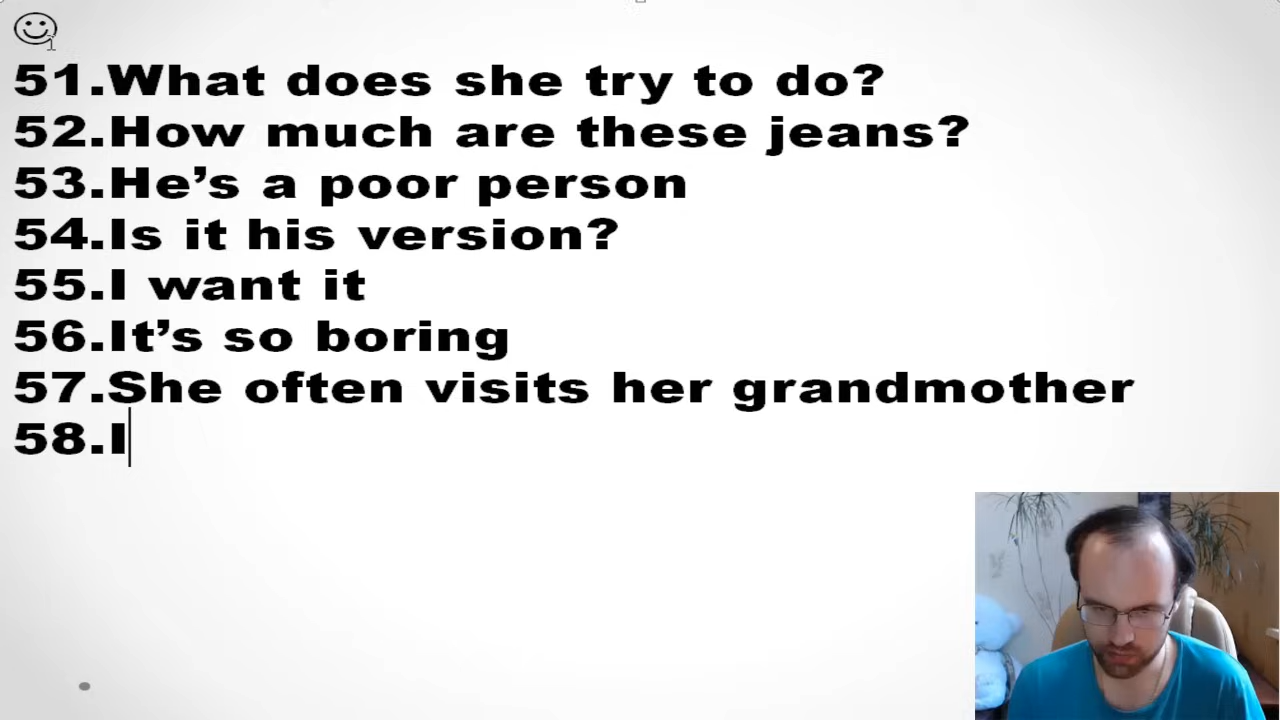 51.What does she try to do?
52.How much are these jeans?
53.He’s a poor person
54.Is it his version?
55.I want it
56.It’s so boring
57.She often visits her grandmother
58.I